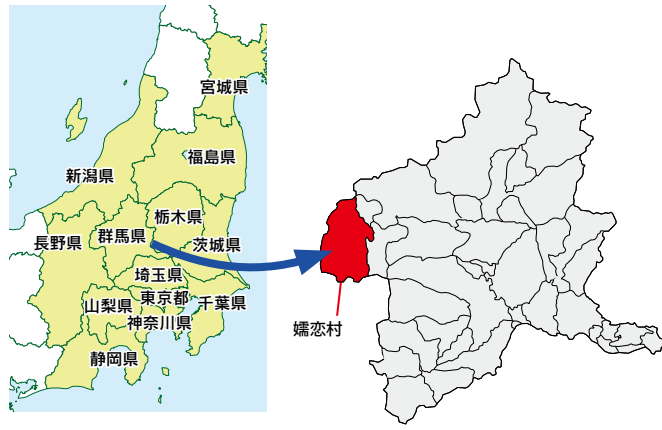 宮城県
福島県
新潟県
栃木県
群馬県
長野県
茨城県
埼玉県
東京都
山梨県
千葉県
神奈川県
静岡県
嬬恋村